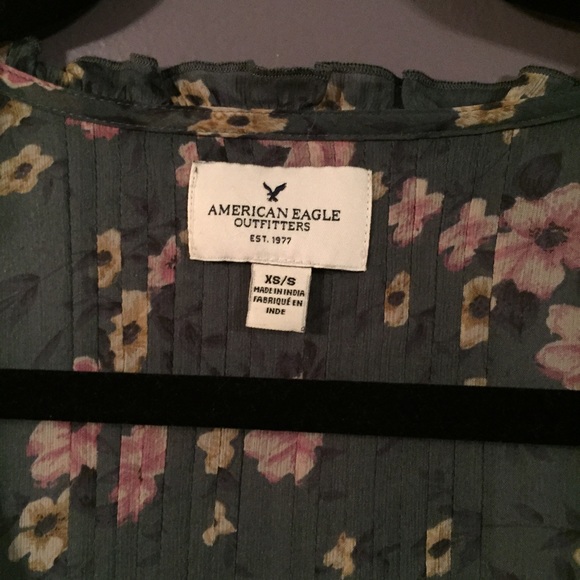 AMERICAN EAGLE
OUTFITTERS
EST. 1977
XS/S
MADE IN INDIA
FABRIQUÉ EN
INDE